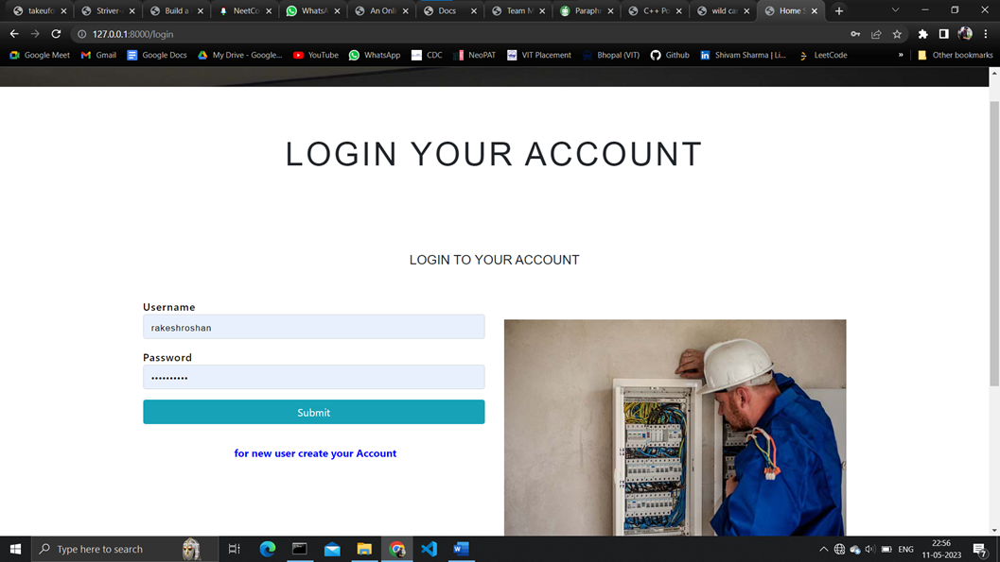 takeufo
Striver-
Build a
NeetCo
WhatsA
An Onli
Docs
Team M
Paraphr
C++ Po
wild ca
Home
127.0.0.1:8000/login
Google Meet
Gmail
Google Docs
My Drive - Google...
YouTube
WhatsApp
CDC
NeoPAT
VIT Placement
Bhopal (VIT)
Github
Shivam Sharma | Li...
LeetCode
»
Other bookmarks
LOGIN YOUR ACCOUNT
LOGIN TO YOUR ACCOUNT
Username
rakeshroshan
Password
••••••••••
Submit
for new user create your Account
Type here to search
ENG
22:56
11-05-2023
7